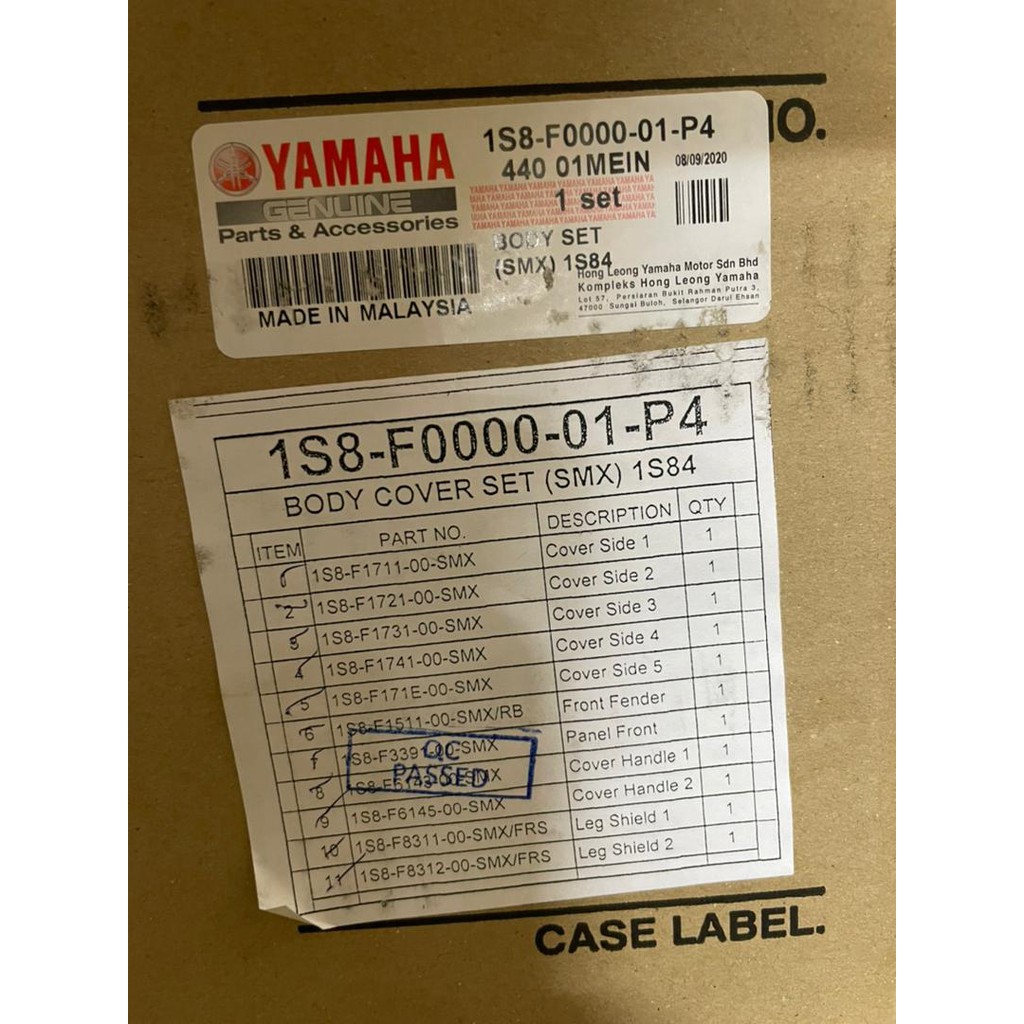 NO.
YAMAHA
GENUINE
Parts & Accessories
MADE IN MALAYSIA
1S8-F0000-01-P4
440 01MEIN
08/09/2020
1 set
BODY SET
(SMX) 1S84
Hong Leong Yamaha Motor Sdn Bhd
Kompleks Hong Leong Yamaha
Lot 57, Persiaran Bukit Rahman Putra 3,
47000 Sungai Buloh, Selangor Darul Ehsan
1S8-F0000-01-P4
BODY COVER SET (SMX) 1S84
ITEM PART NO. DESCRIPTION QTY
1 1S8-F1711-00-SMX Cover Side 1 1
2 1S8-F1721-00-SMX Cover Side 2 1
3 1S8-F1731-00-SMX Cover Side 3 1
4 1S8-F1741-00-SMX Cover Side 4 1
5 1S8-F171E-00-SMX Cover Side 5 1
6 1S8-F1511-00-SMX/RB Front Fender 1
7 1S8-F3391-00-SMX Panel Front 1
8 Cover Handle 1 1
9 1S8-F6145-00-SMX Cover Handle 2 1
10 1S8-F8311-00-SMX/FRS Leg Shield 1 1
11 1S8-F8312-00-SMX/FRS Leg Shield 2 1
QC
PASSED
CASE LABEL.